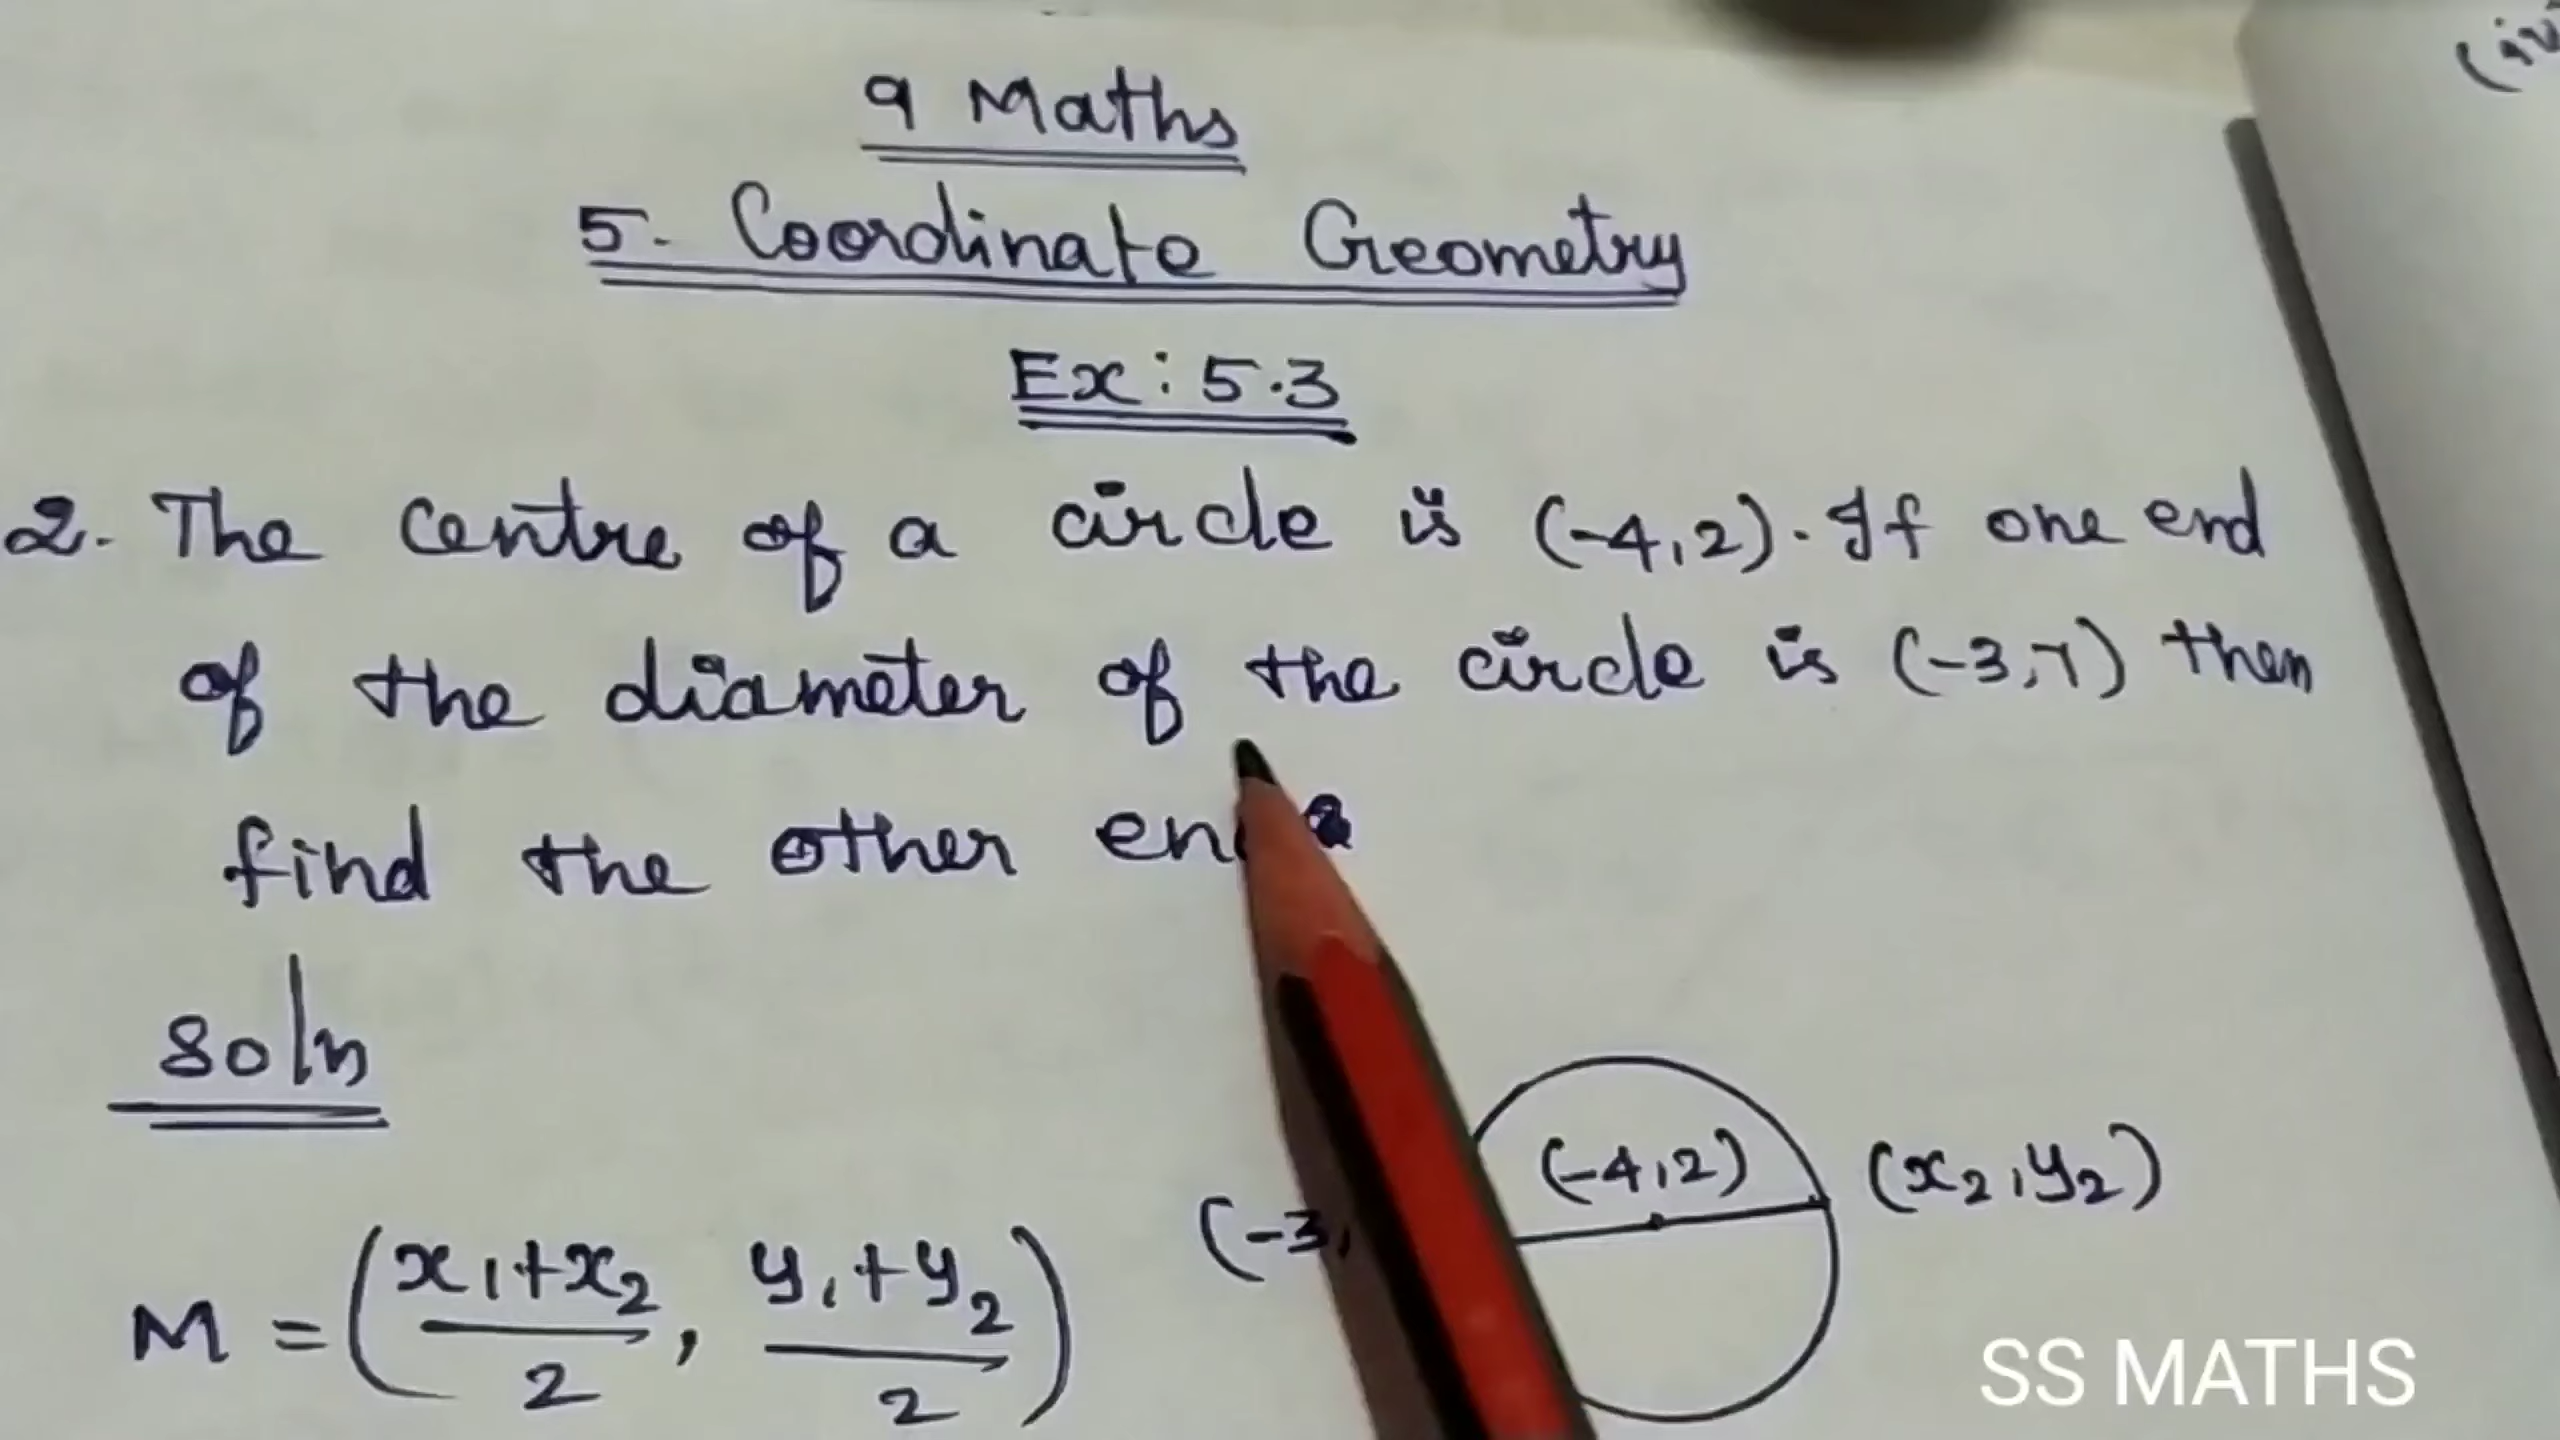 9 Maths
5. Coordinate Geometry
Ex: 5.3
2. The centre of a circle is (-4,2). If one end
of the diameter of the circle is (-3,7) then
find the other
Soln
(-4,2) (x₂,y₂)
(-3,
M = (x₁+x₂/2, y₁+y₂/2)
SS MATHS